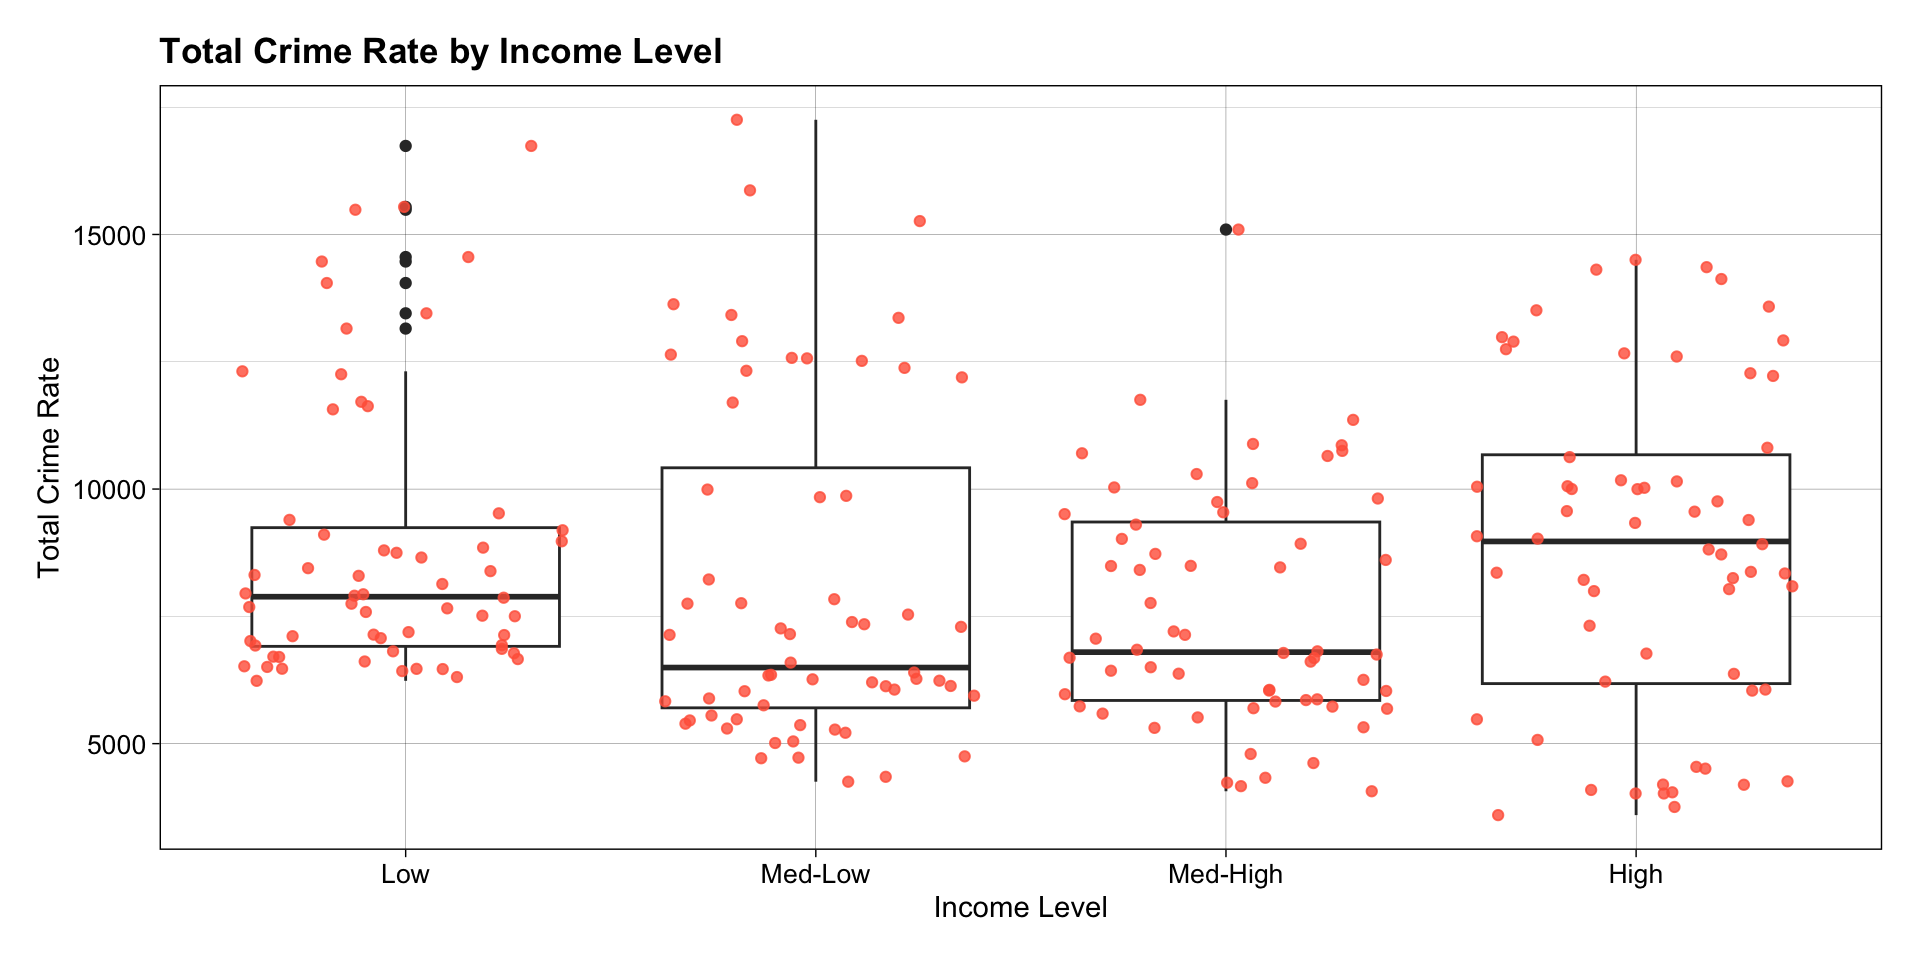 Total Crime Rate by Income Level
Total Crime Rate
15000
10000
5000
Low
Med-Low
Med-High
High
Income Level